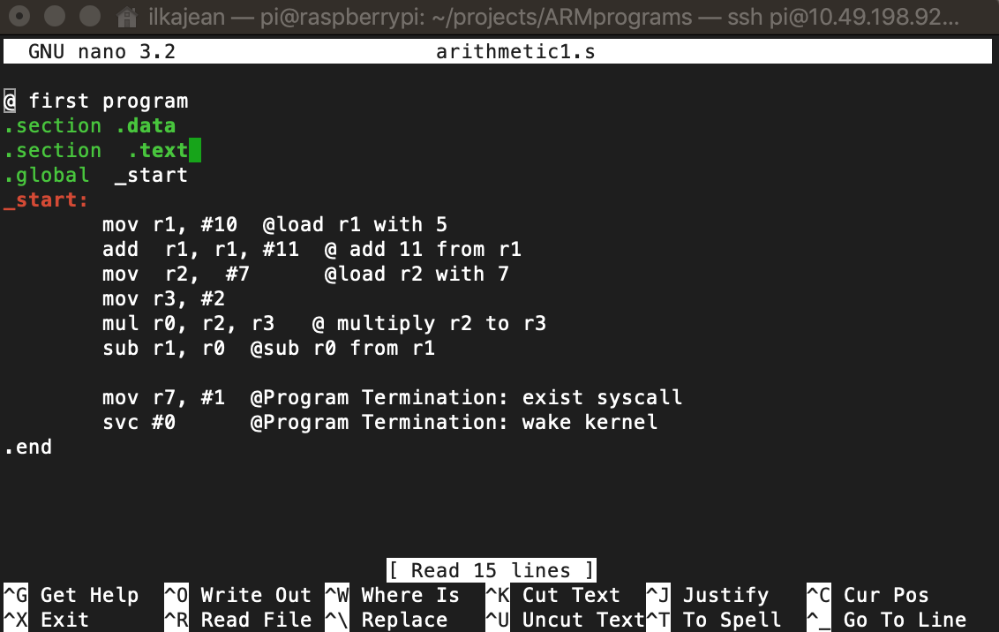 ilkajean — pi@raspberrypi: ~/projects/ARMprograms — ssh pi@10.49.198.92...
GNU nano 3.2 arithmetic1.s
@ first program
.section .data
.section .text
.global _start
_start:
mov r1, #10 @load r1 with 5
add r1, r1, #11 @ add 11 from r1
mov r2, #7 @load r2 with 7
mov r3, #2
mul r0, r2, r3 @ multiply r2 to r3
sub r1, r0 @sub r0 from r1
mov r7, #1 @Program Termination: exist syscall
svc #0 @Program Termination: wake kernel
.end
[ Read 15 lines ]
^G Get Help ^O Write Out ^W Where Is ^K Cut Text ^J Justify ^C Cur Pos
^X Exit ^R Read File ^\ Replace ^U Uncut Text ^T To Spell ^_ Go To Line